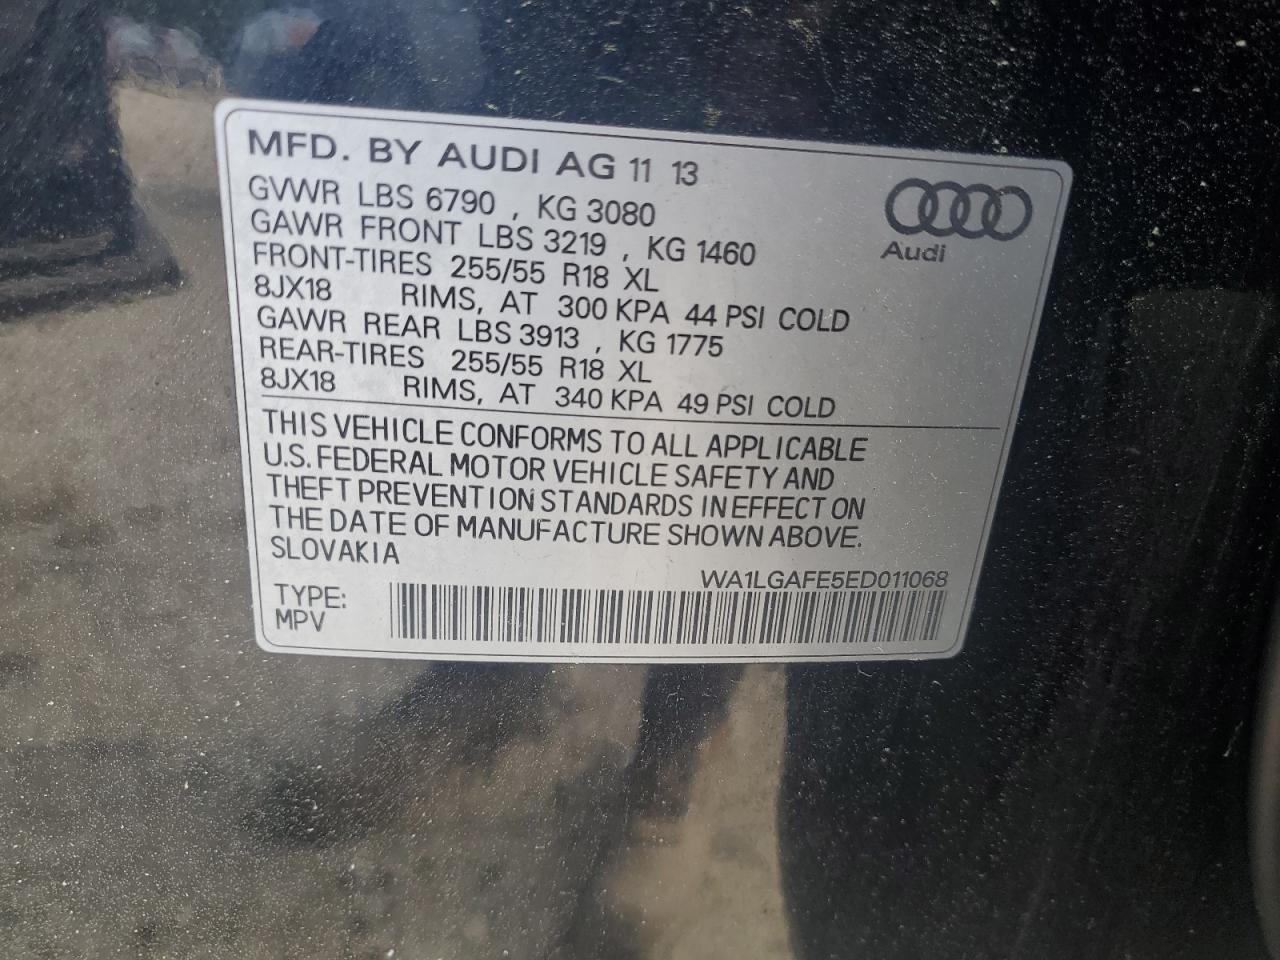 MFD. BY AUDI AG 11 13
GVWR LBS 6790 , KG 3080
GAWR FRONT LBS 3219 , KG 1460
FRONT-TIRES 255/55 R18 XL
8JX18 RIMS, AT 300 KPA 44 PSI COLD
GAWR REAR LBS 3913 , KG 1775
REAR-TIRES 255/55 R18 XL
8JX18 RIMS, AT 340 KPA 49 PSI COLD
Audi
THIS VEHICLE CONFORMS TO ALL APPLICABLE
U.S. FEDERAL MOTOR VEHICLE SAFETY AND
THEFT PREVENTION STANDARDS IN EFFECT ON
THE DATE OF MANUFACTURE SHOWN ABOVE.
SLOVAKIA
WA1LGAFE5ED011068
TYPE:
MPV